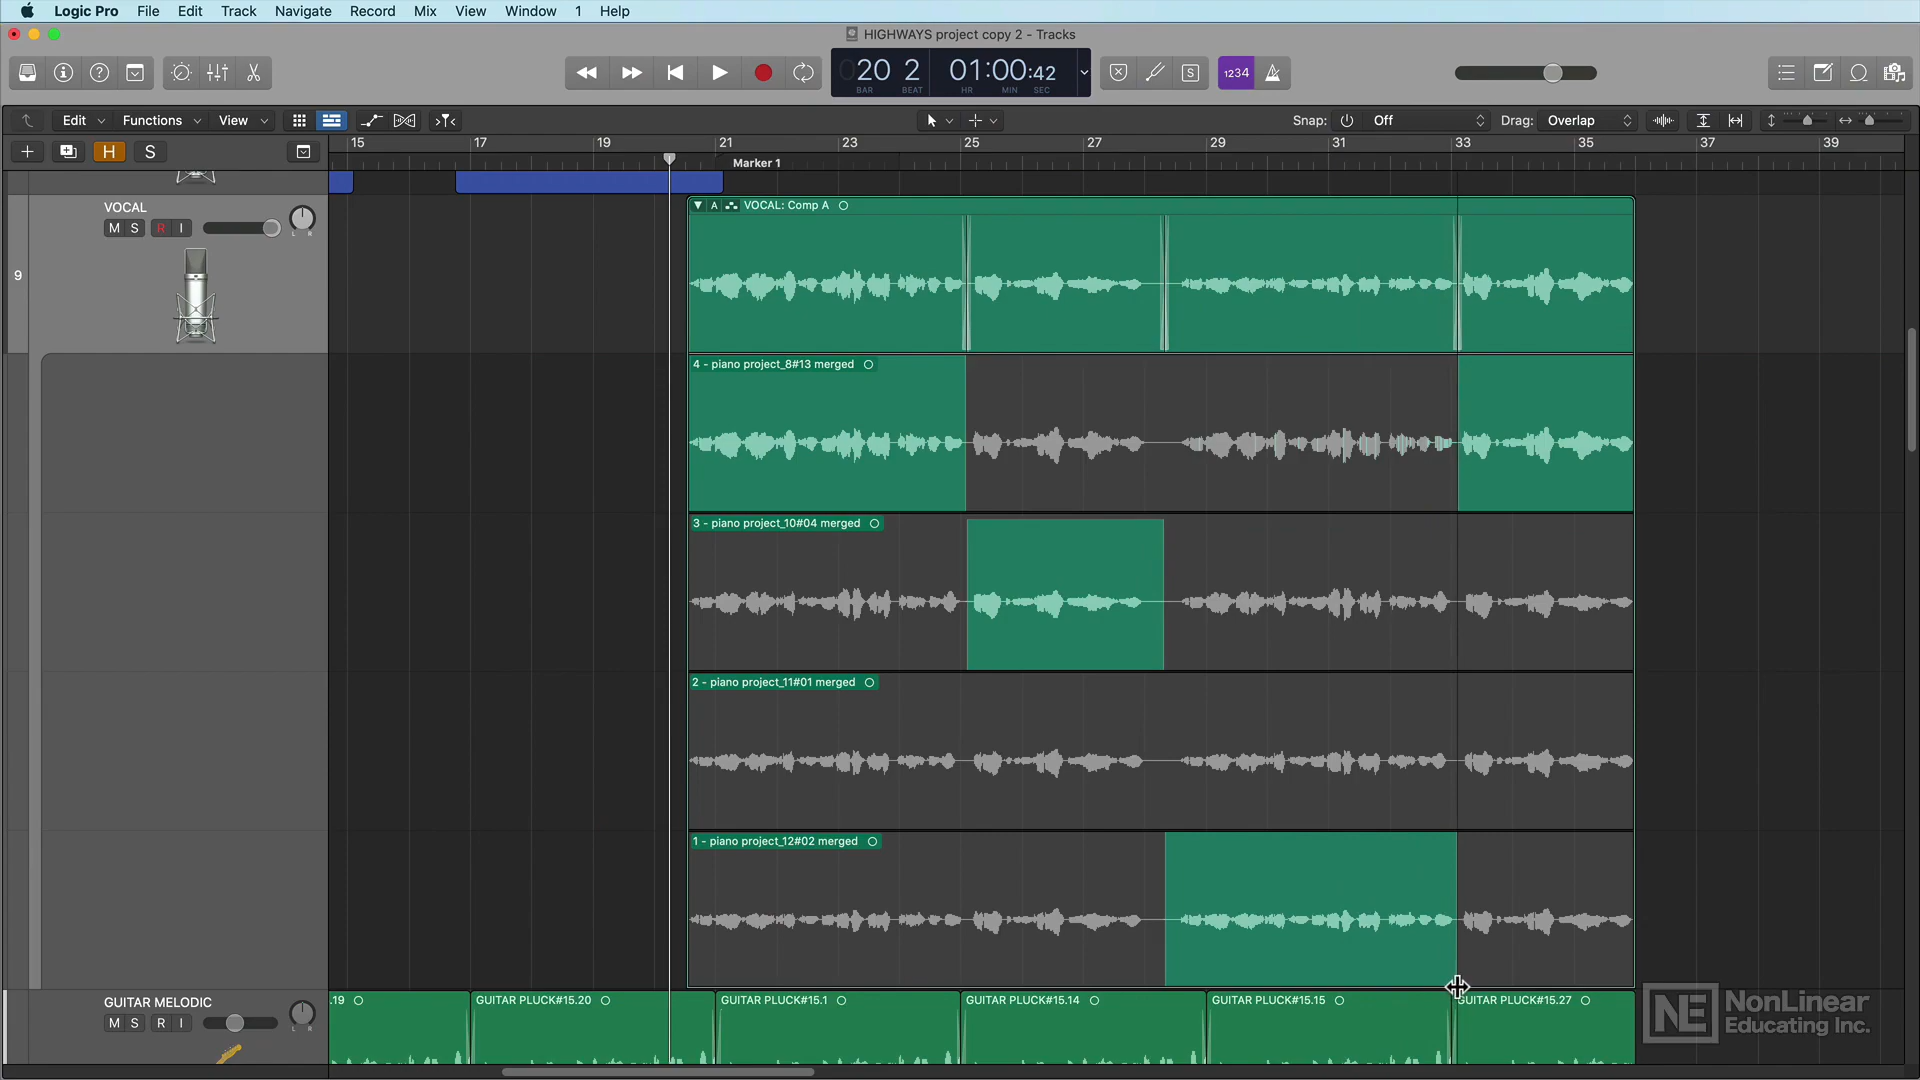 Logic Pro File Edit Track Navigate Record Mix View Window 1 Help
HIGHWAYS project copy 2 - Tracks
020 2 01:00:42
BAR BEAT HR MIN SEC
S 1234
Edit Functions View Snap: Off Drag: Overlap
H S 15 17 19 21 23 25 27 29 31 33 35 37 39
Marker 1
VOCAL
M S R I
L R
9
A VOCAL: Comp A
4 - piano project_8#13 merged
3 - piano project_10#04 merged
2 - piano project_11#01 merged
1 - piano project_12#02 merged
GUITAR MELODIC
M S R I
L R
.19 GUITAR PLUCK#15.20 GUITAR PLUCK#15.1 GUITAR PLUCK#15.14 GUITAR PLUCK#15.15 GUITAR PLUCK#15.27
NE NonLinear
Educating Inc.